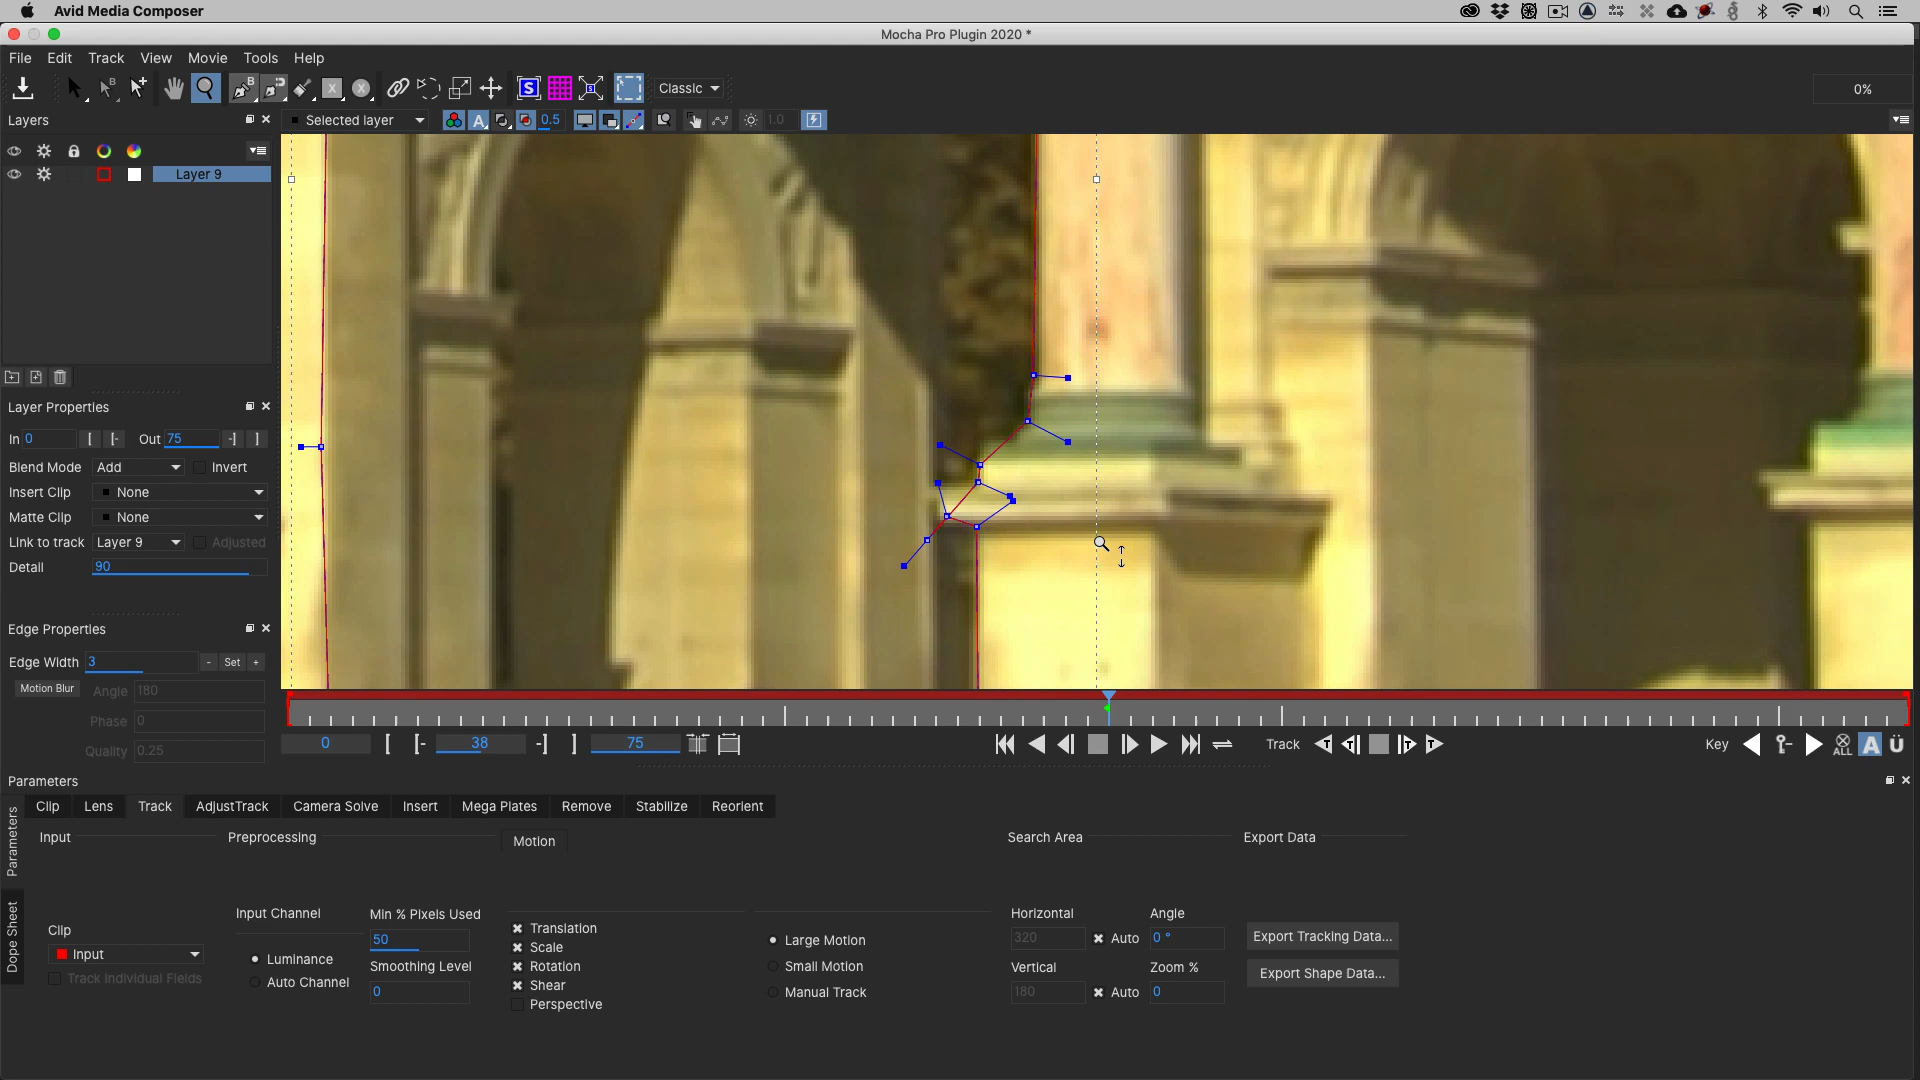 Avid Media Composer
Mocha Pro Plugin 2020 *
File Edit Track View Movie Tools Help
Classic
0%
Layers
Selected layer
0.5
1.0
Layer 9
Layer Properties
In 0 Out 75
Blend Mode Add Invert
Insert Clip None
Matte Clip None
Link to track Layer 9 Adjusted
Detail 90
Edge Properties
Edge Width 3 - Set +
Motion Blur Angle 180
Phase 0
Quality 0.25
0 38 75 Track Key ALL A Ü
Parameters
Parameters
Dope Sheet
Clip Lens Track AdjustTrack Camera Solve Insert Mega Plates Remove Stabilize Reorient
Input Preprocessing Motion Search Area Export Data
Clip
Input
Track Individual Fields
Input Channel
Luminance
Auto Channel
Min % Pixels Used
50
Smoothing Level
0
Translation
Scale
Rotation
Shear
Perspective
Large Motion
Small Motion
Manual Track
Horizontal Angle
320 Auto 0 °
Vertical Zoom %
180 Auto 0
Export Tracking Data...
Export Shape Data...